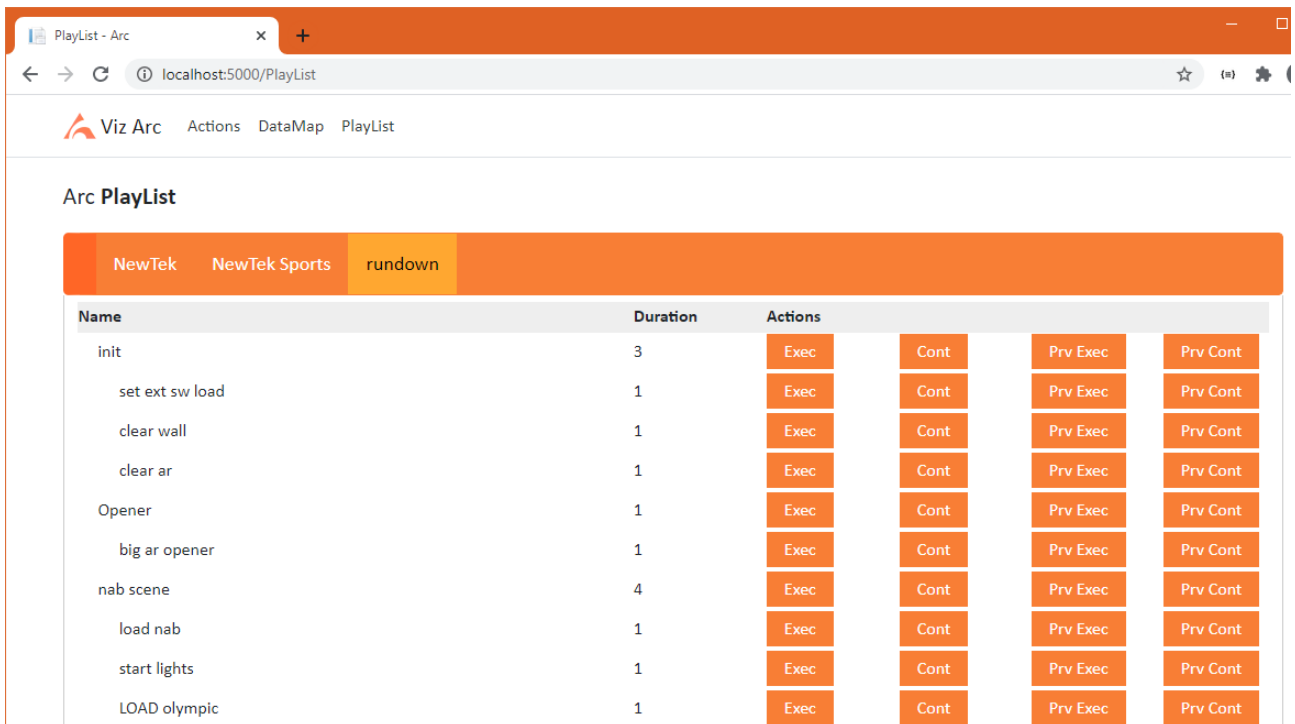 PlayList - Arc
localhost:5000/PlayList
Viz Arc Actions DataMap PlayList
Arc PlayList
NewTek NewTek Sports rundown
Name Duration Actions
init 3 Exec Cont Prv Exec Prv Cont
set ext sw load 1 Exec Cont Prv Exec Prv Cont
clear wall 1 Exec Cont Prv Exec Prv Cont
clear ar 1 Exec Cont Prv Exec Prv Cont
Opener 1 Exec Cont Prv Exec Prv Cont
big ar opener 1 Exec Cont Prv Exec Prv Cont
nab scene 4 Exec Cont Prv Exec Prv Cont
load nab 1 Exec Cont Prv Exec Prv Cont
start lights 1 Exec Cont Prv Exec Prv Cont
LOAD olympic 1 Exec Cont Prv Exec Prv Cont